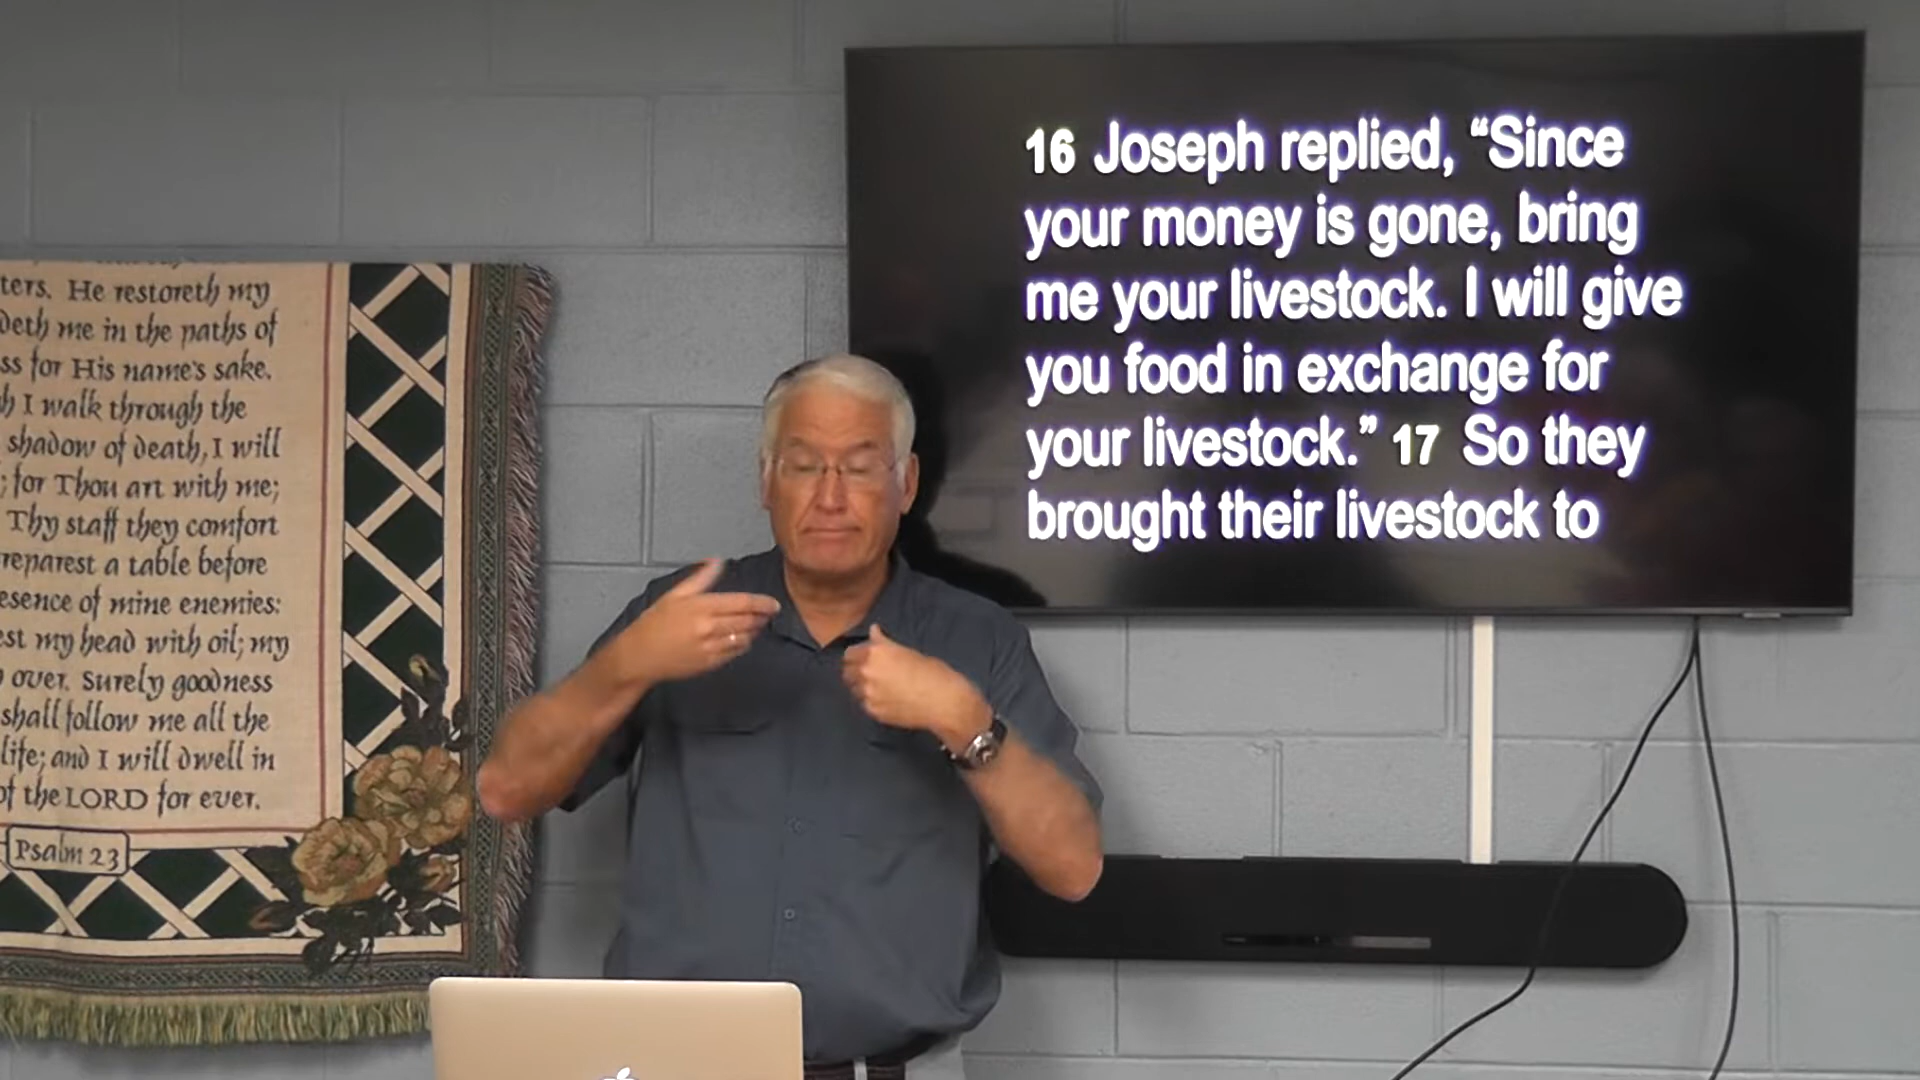 ters. He restoreth my
deth me in the paths of
ss for His name's sake.
h I walk through the
shadow of death, I will
; for Thou art with me;
Thy staff they comfort
reparest a table before
esence of mine enemies:
est my head with oil; my
over. Surely goodness
shall follow me all the
life; and I will dwell in
of the LORD for ever.
Psalm 23
16 Joseph replied, “Since
your money is gone, bring
me your livestock. I will give
you food in exchange for
your livestock.” 17 So they
brought their livestock to